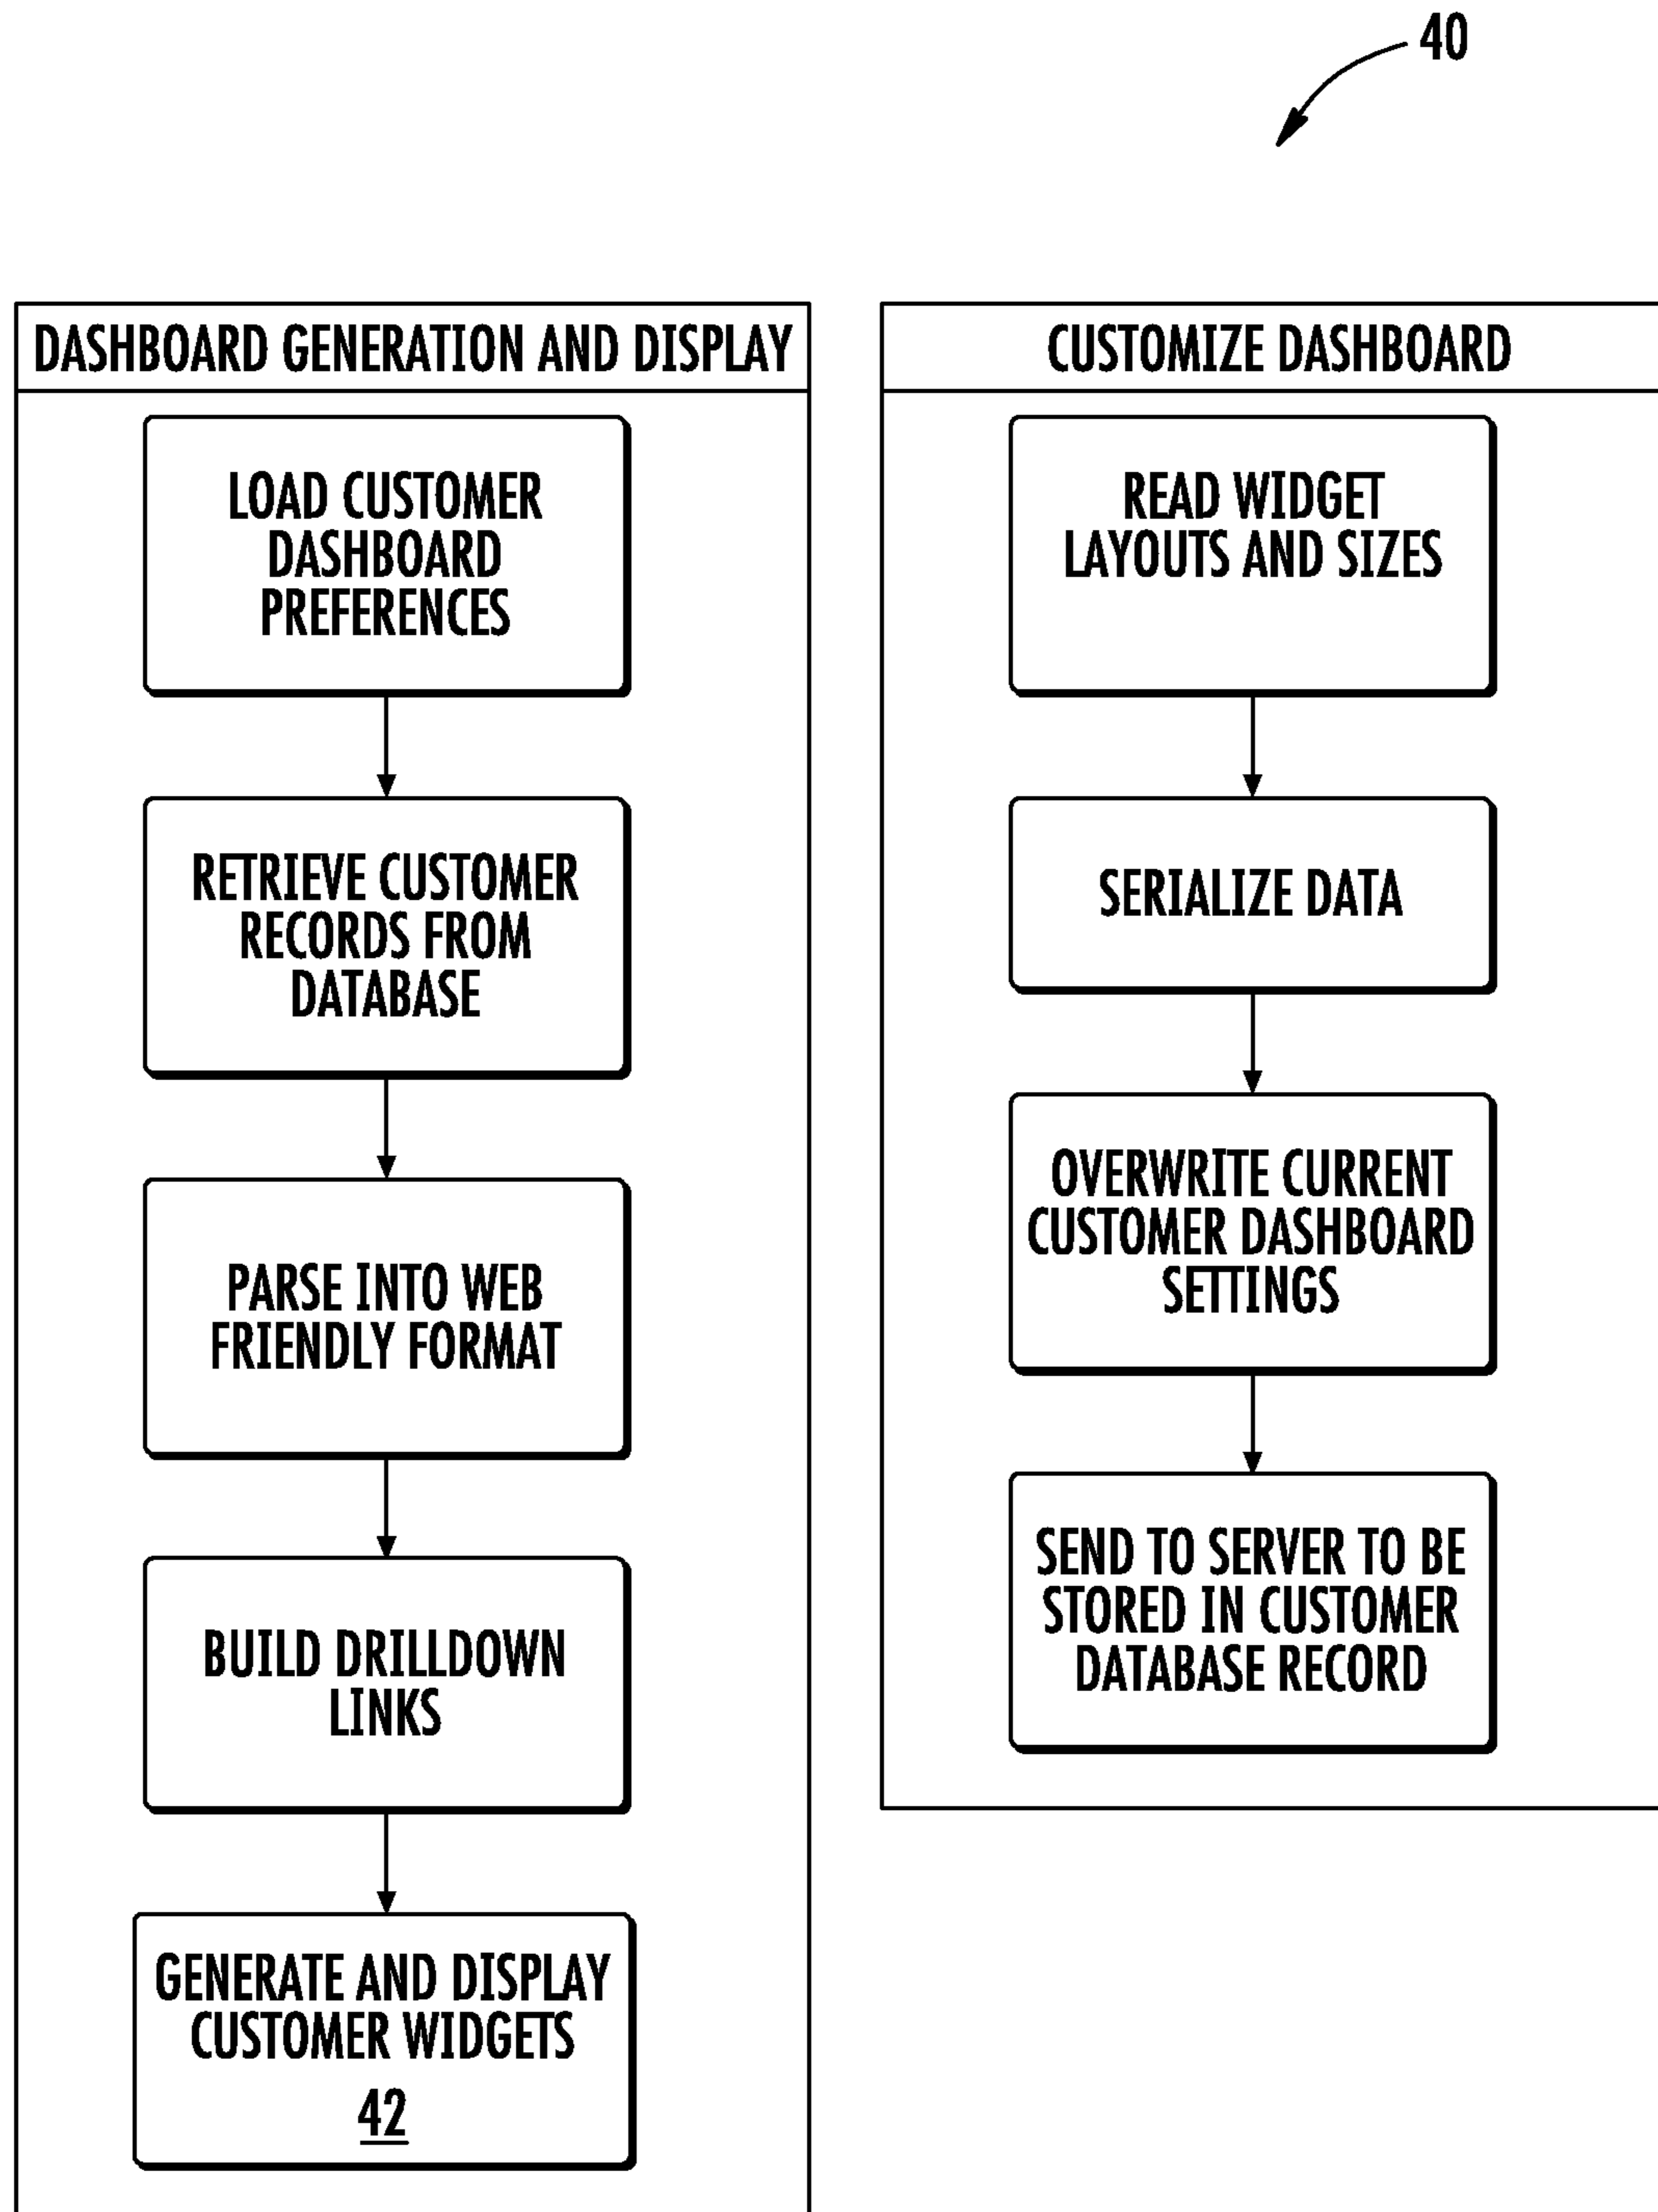 40
DASHBOARD GENERATION AND DISPLAY
LOAD CUSTOMER
DASHBOARD
PREFERENCES
RETRIEVE CUSTOMER
RECORDS FROM
DATABASE
PARSE INTO WEB
FRIENDLY FORMAT
BUILD DRILLDOWN
LINKS
GENERATE AND DISPLAY
CUSTOMER WIDGETS
42
CUSTOMIZE DASHBOARD
READ WIDGET
LAYOUTS AND SIZES
SERIALIZE DATA
OVERWRITE CURRENT
CUSTOMER DASHBOARD
SETTINGS
SEND TO SERVER TO BE
STORED IN CUSTOMER
DATABASE RECORD